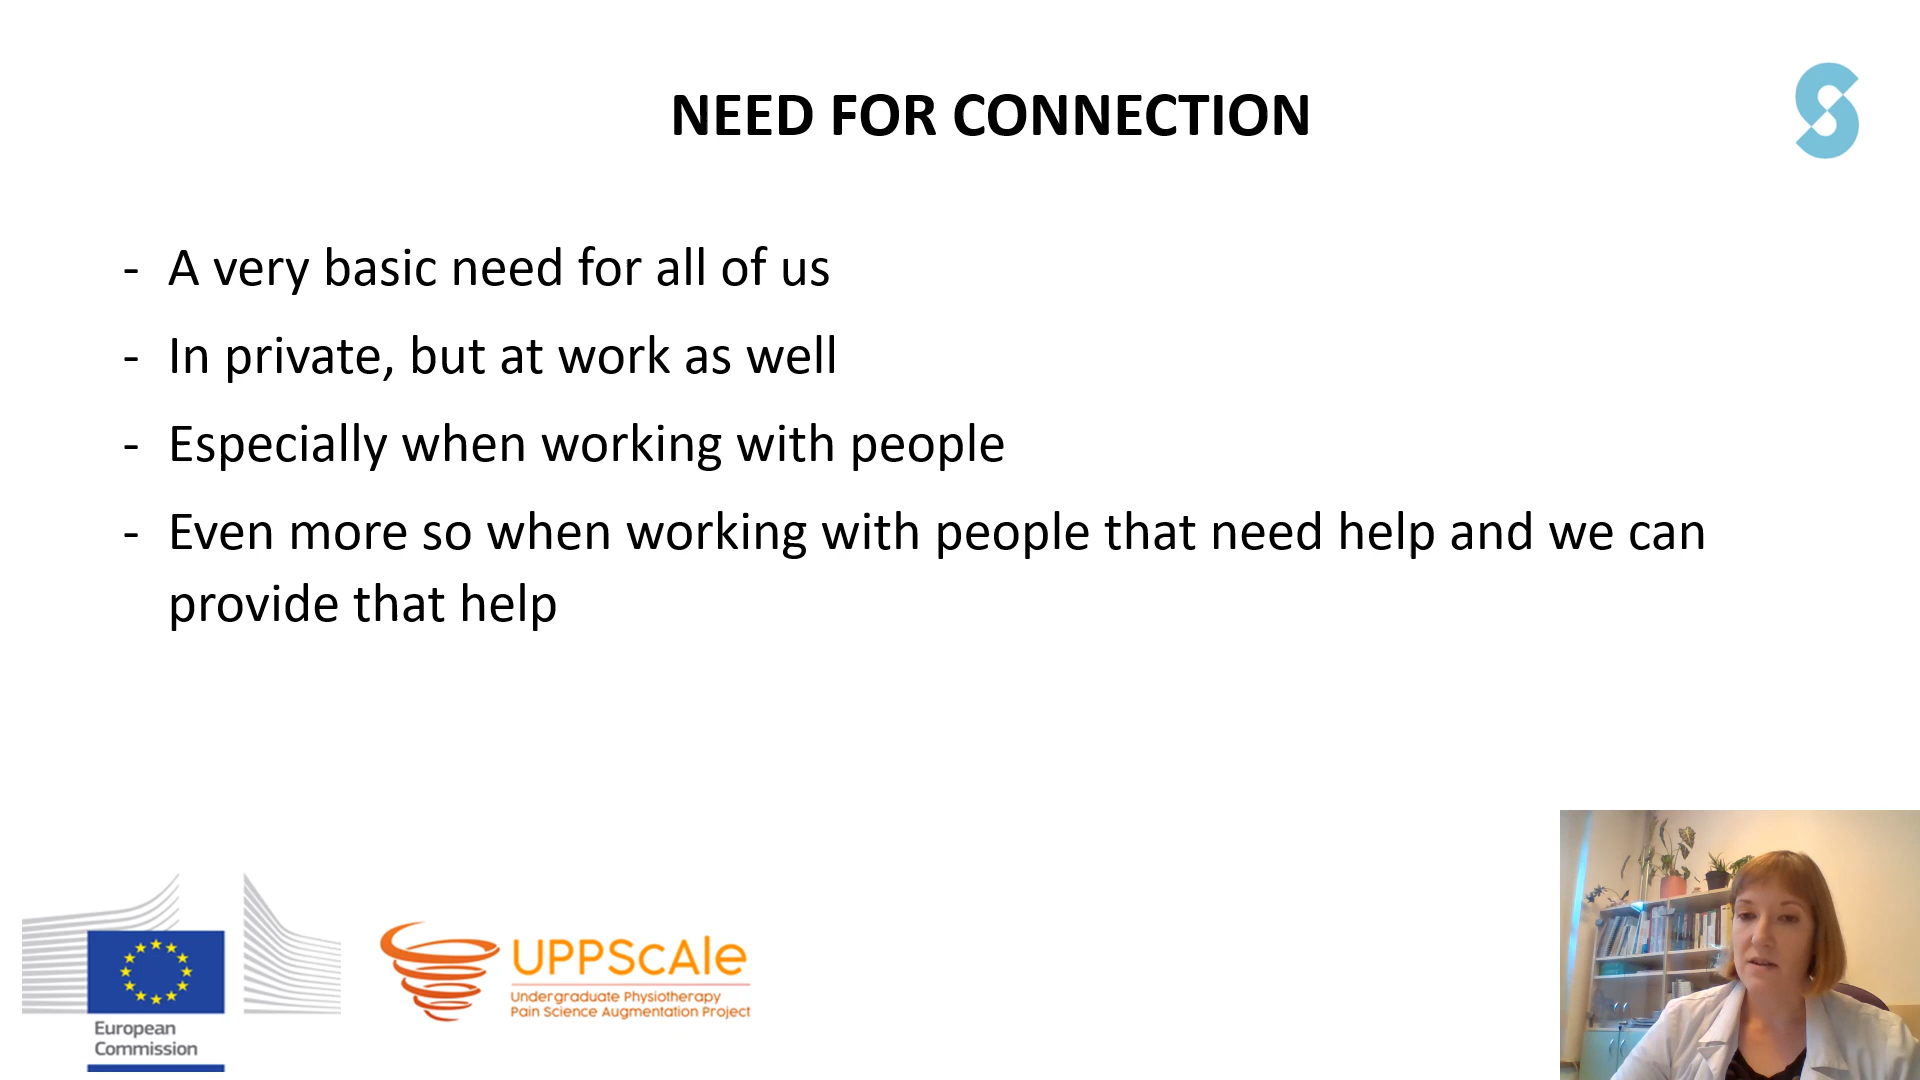 NEED FOR CONNECTION
- A very basic need for all of us
- In private, but at work as well
- Especially when working with people
- Even more so when working with people that need help and we can
provide that help
European
Commission
UPPScale
Undergraduate Physiotherapy
Pain Science Augmentation Project